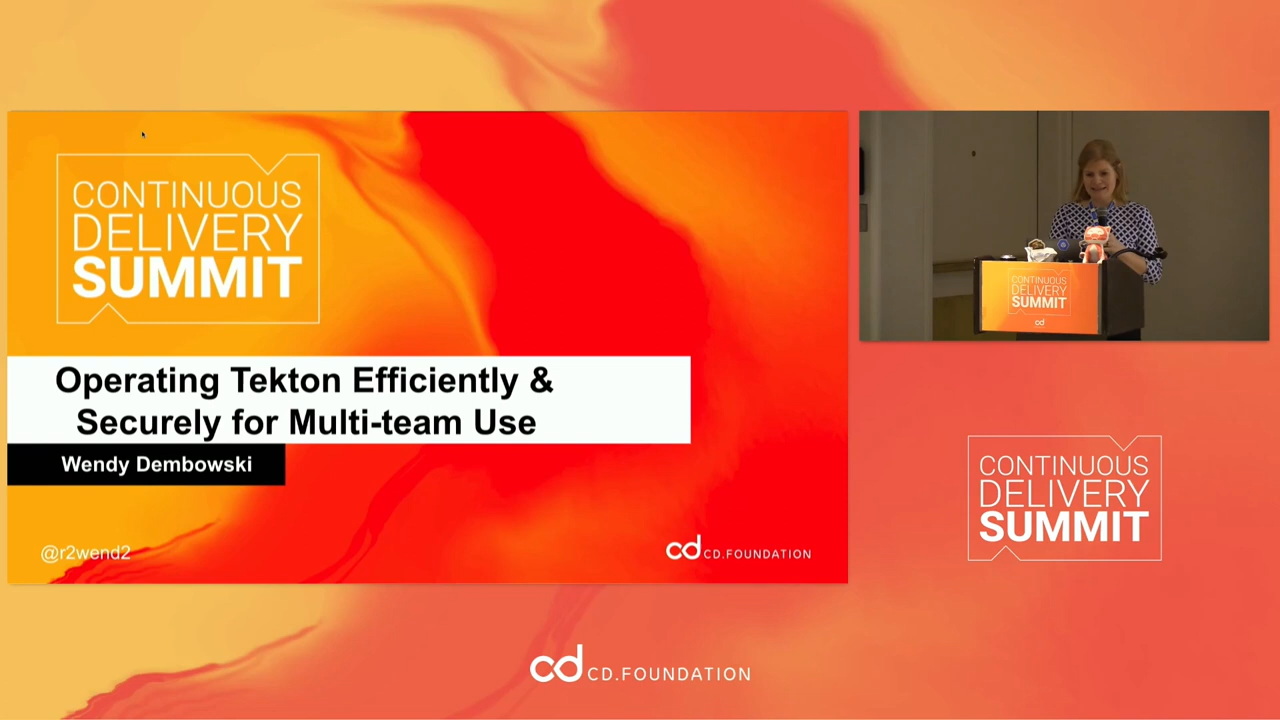 CONTINUOUS
DELIVERY
SUMMIT
Operating Tekton Efficiently &
Securely for Multi-team Use
Wendy Dembowski
@r2wend2
cd CD.FOUNDATION
CONTINUOUS
DELIVERY
SUMMIT
cd
CONTINUOUS
DELIVERY
SUMMIT
cd CD.FOUNDATION